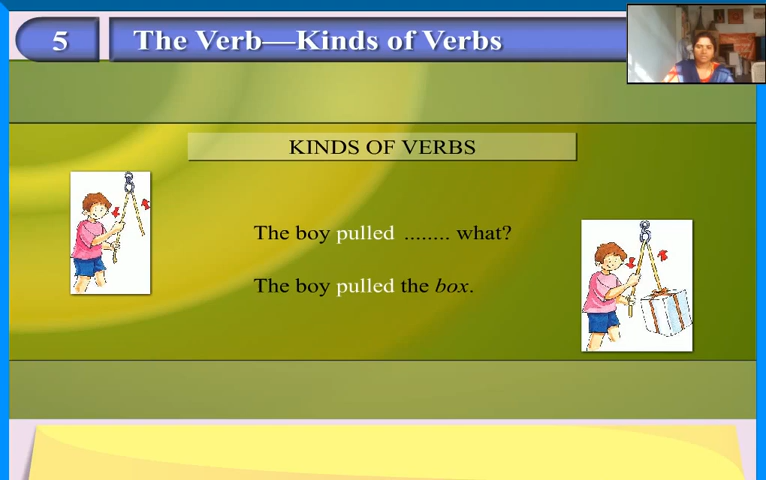 5
The Verb—Kinds of Verbs
KINDS OF VERBS
The boy pulled ........ what?
The boy pulled the box.